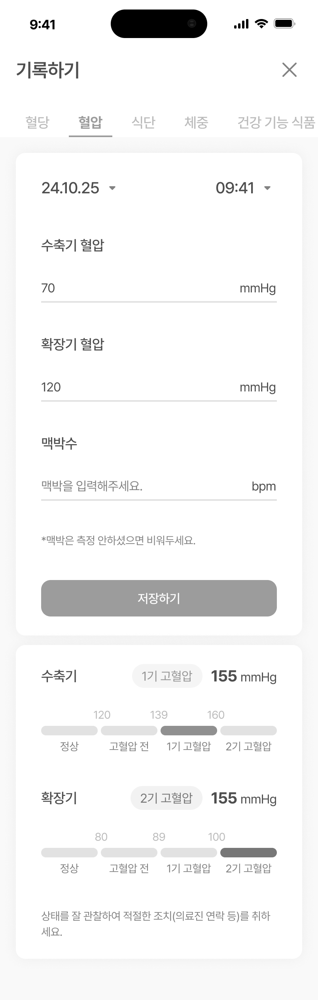 9:41
기록하기
혈당 혈압 식단 체중 건강 기능 식품
24.10.25 09:41
수축기 혈압
70 mmHg
확장기 혈압
120 mmHg
맥박수
맥박을 입력해주세요. bpm
*맥박은 측정 안하셨으면 비워두세요.
저장하기
수축기 1기 고혈압 155 mmHg
120 139 160
정상 고혈압 전 1기 고혈압 2기 고혈압
확장기 2기 고혈압 155 mmHg
80 89 100
정상 고혈압 전 1기 고혈압 2기 고혈압
상태를 잘 관찰하여 적절한 조치(의료진 연락 등)를 취하
세요.